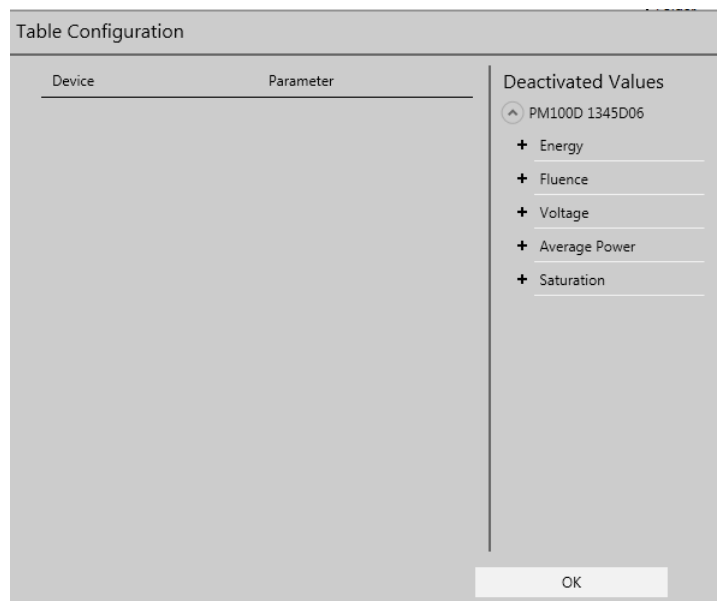 Table Configuration
Device Parameter
Deactivated Values
PM100D 1345D06
+ Energy
+ Fluence
+ Voltage
+ Average Power
+ Saturation
OK